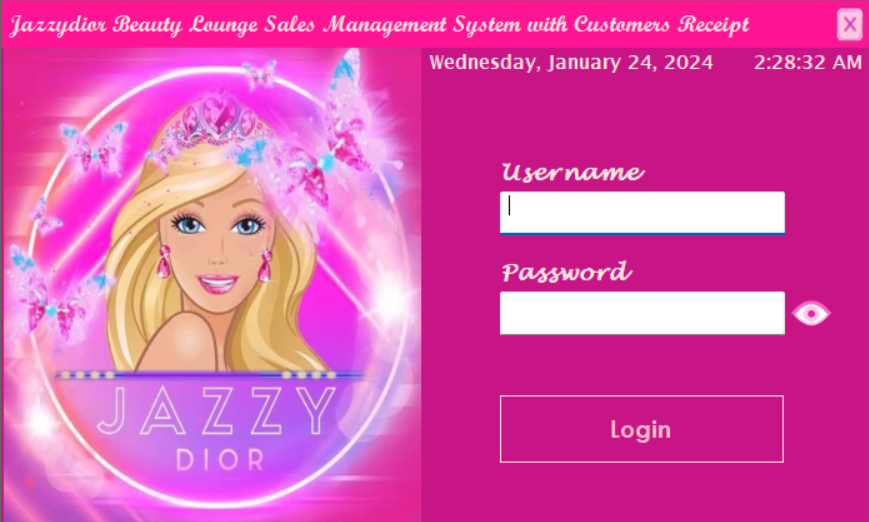 Jazzydior Beauty Lounge Sales Management System with Customers Receipt
X
Wednesday, January 24, 2024 2:28:32 AM
Username
Password
JAZZY
DIOR
Login